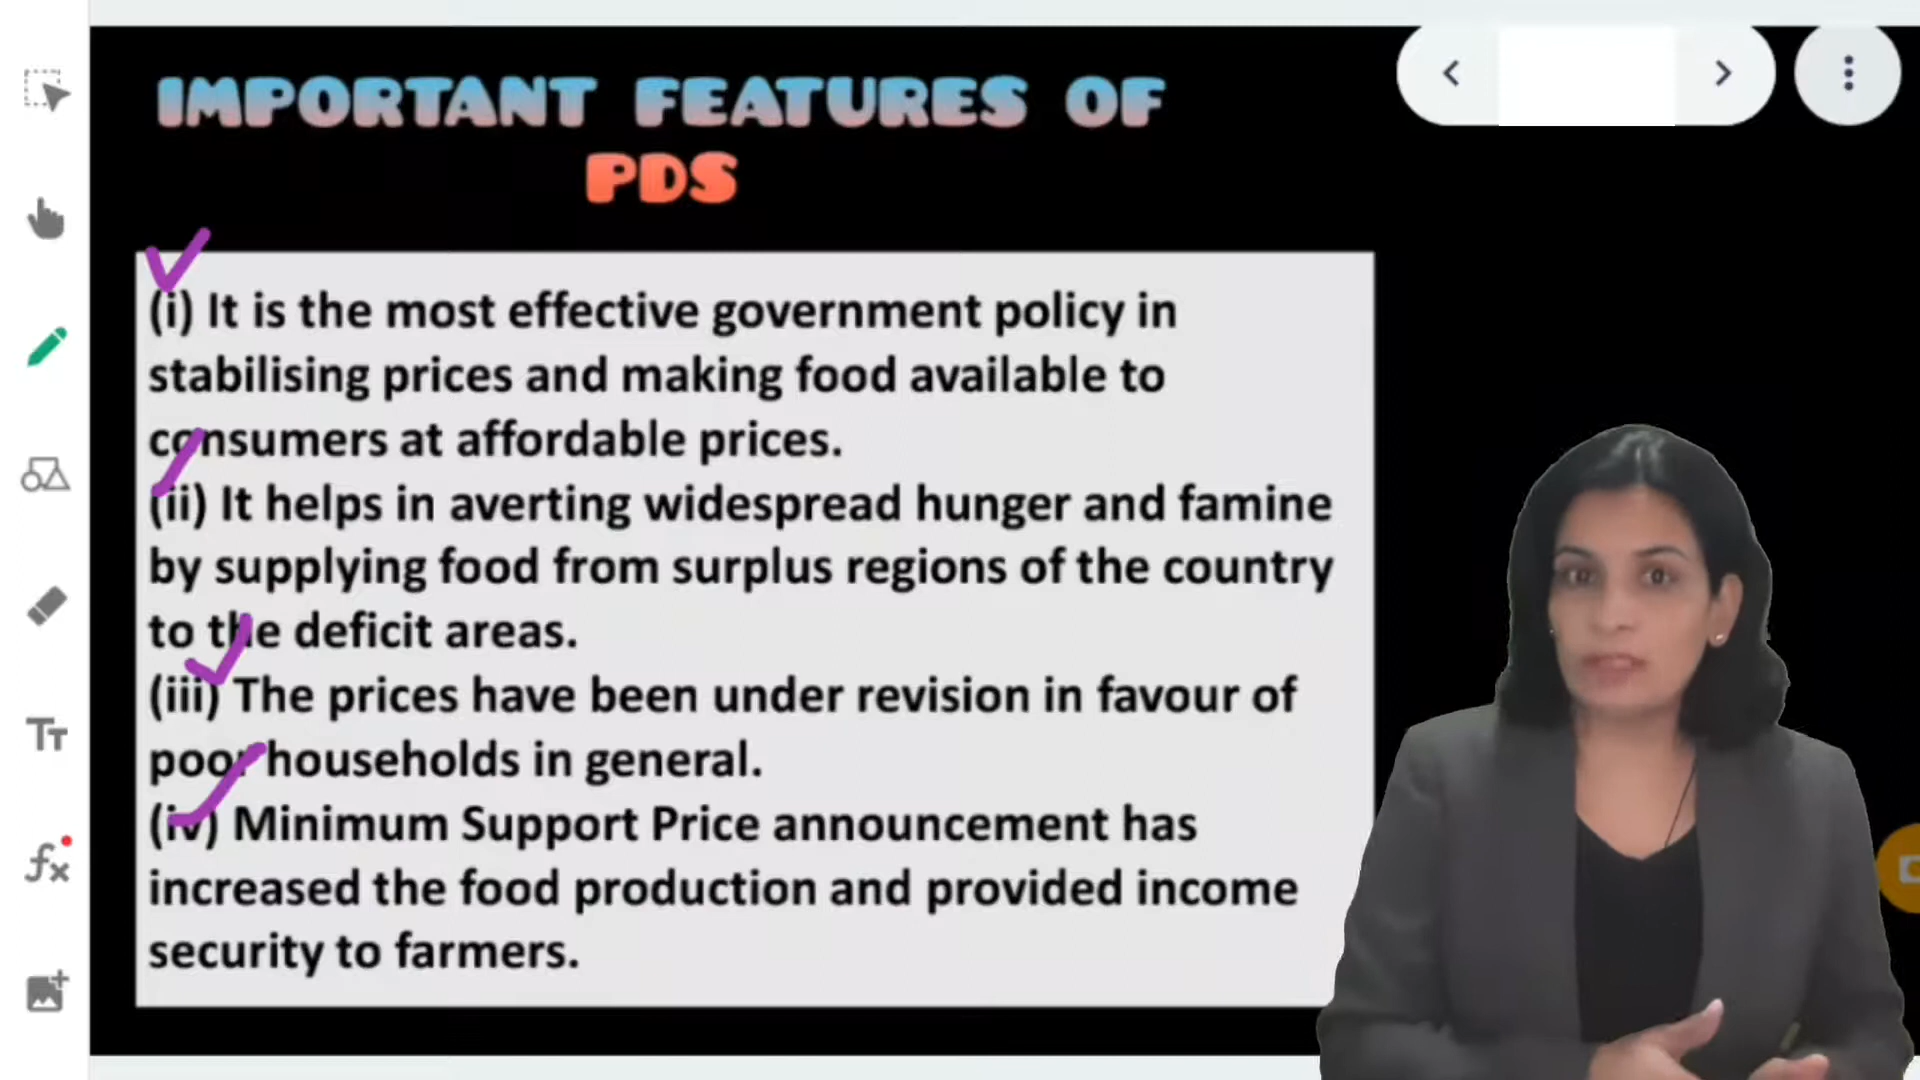 IMPORTANT FEATURES OF
PDS
(i) It is the most effective government policy in
stabilising prices and making food available to
consumers at affordable prices.
(ii) It helps in averting widespread hunger and famine
by supplying food from surplus regions of the country
to the deficit areas.
(iii) The prices have been under revision in favour of
poor households in general.
(iv) Minimum Support Price announcement has
increased the food production and provided income
security to farmers.
TT
fx